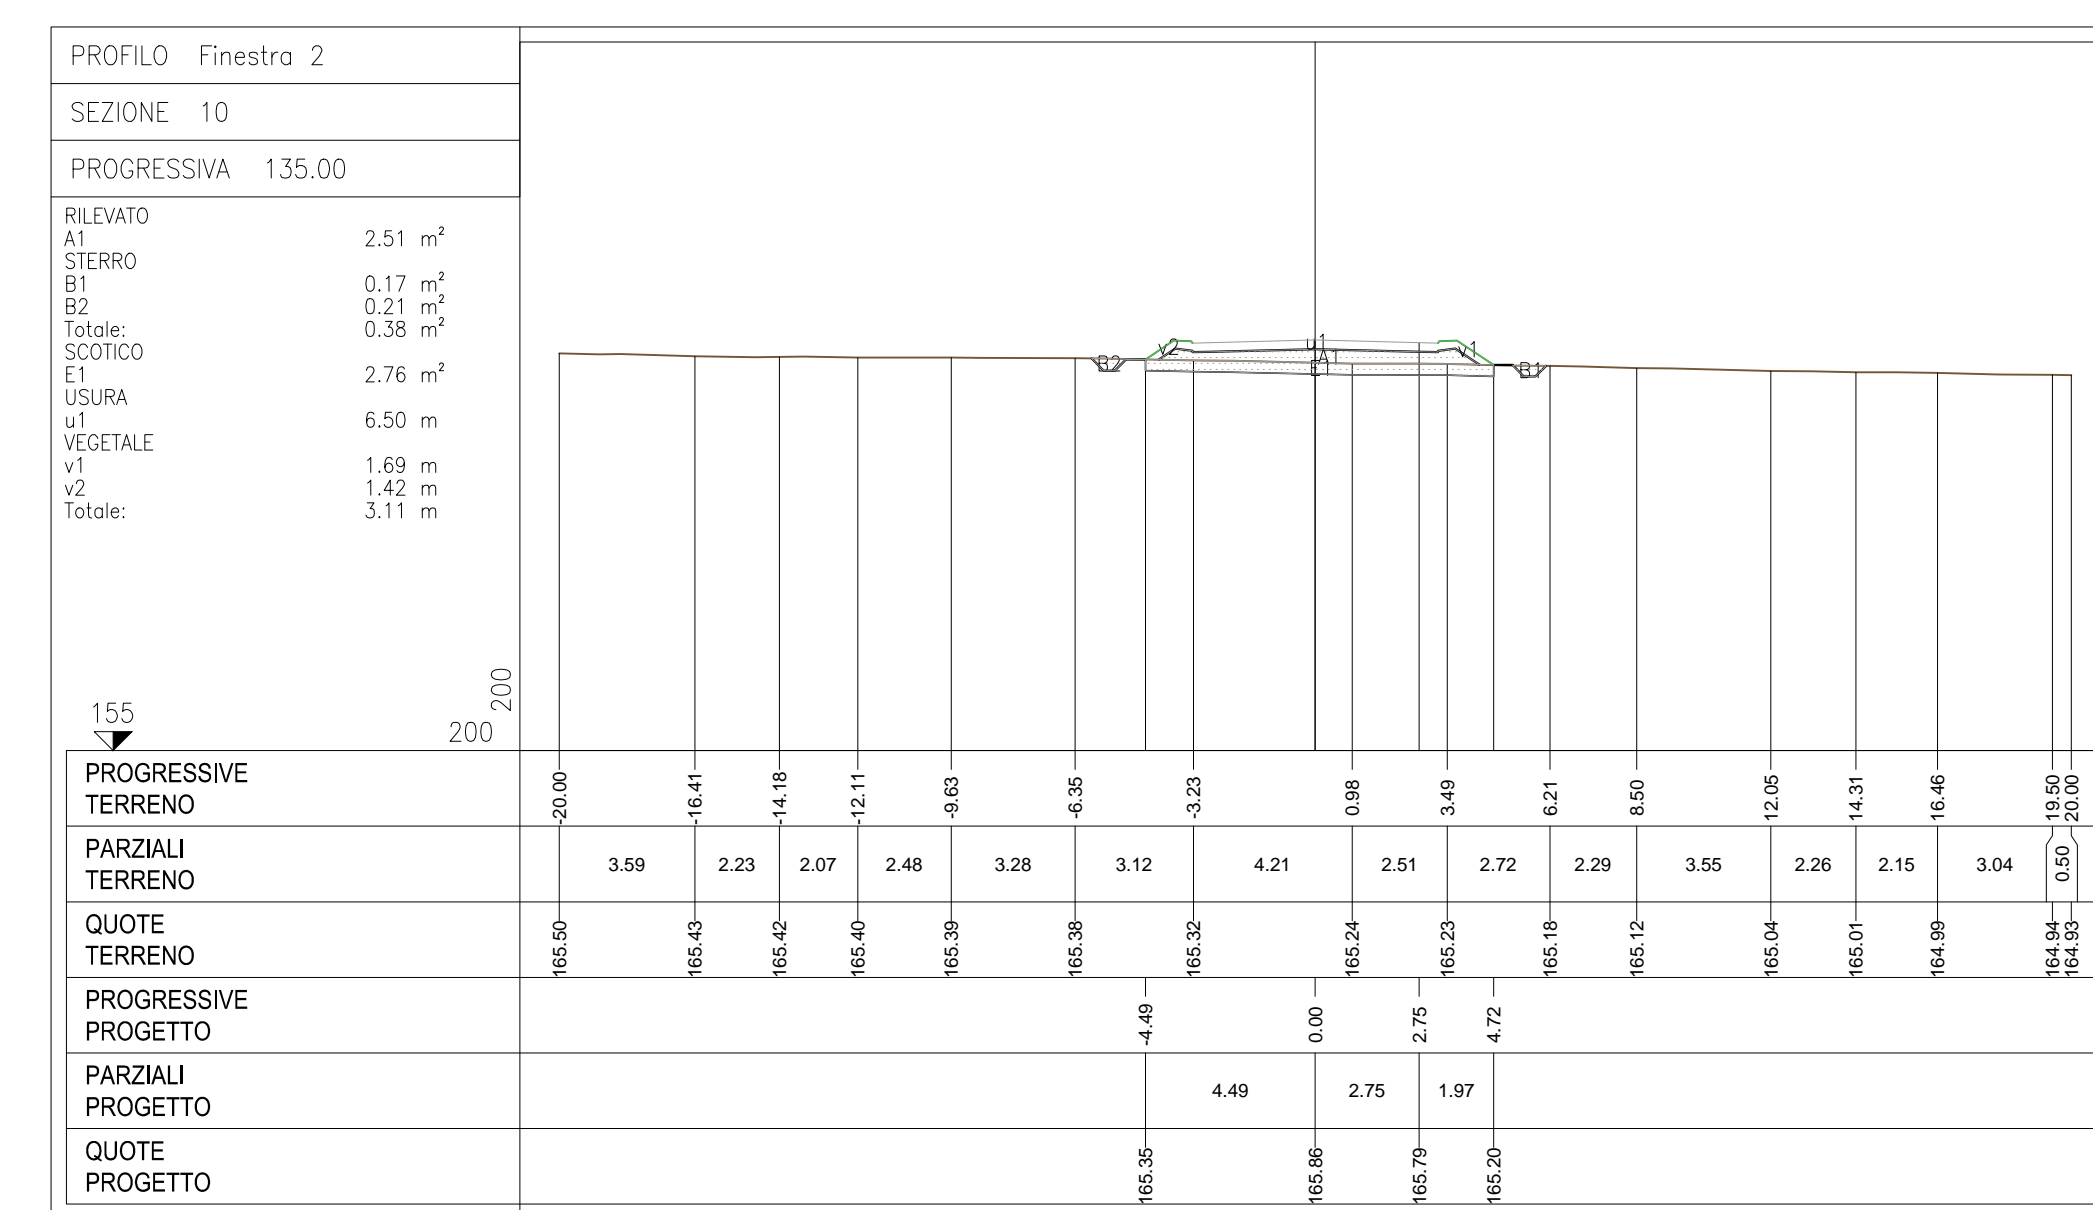 PROFILO Finestra 2
SEZIONE 10
PROGRESSIVA 135.00
RILEVATO
A1 2.51 m²
STERRO
B1 0.17 m²
B2 0.21 m²
Totale: 0.38 m²
SCOTICO
E1 2.76 m²
USURA
u1 6.50 m
VEGETALE
v1 1.69 m
v2 1.42 m
Totale: 3.11 m
v2 u1 v1
B2 A1 E1 B1
200
155 200
PROGRESSIVE
TERRENO
-20.00 -16.41 -14.18 -12.11 -9.63 -6.35 -3.23 0.98 3.49 6.21 8.50 12.05 14.31 16.46 19.50 20.00
PARZIALI
TERRENO
3.59 2.23 2.07 2.48 3.28 3.12 4.21 2.51 2.72 2.29 3.55 2.26 2.15 3.04 0.50
QUOTE
TERRENO
165.50 165.43 165.42 165.40 165.39 165.38 165.32 165.24 165.23 165.18 165.12 165.04 165.01 164.99 164.94 164.93
PROGRESSIVE
PROGETTO
-4.49 0.00 2.75 4.72
PARZIALI
PROGETTO
4.49 2.75 1.97
QUOTE
PROGETTO
165.35 165.86 165.79 165.20